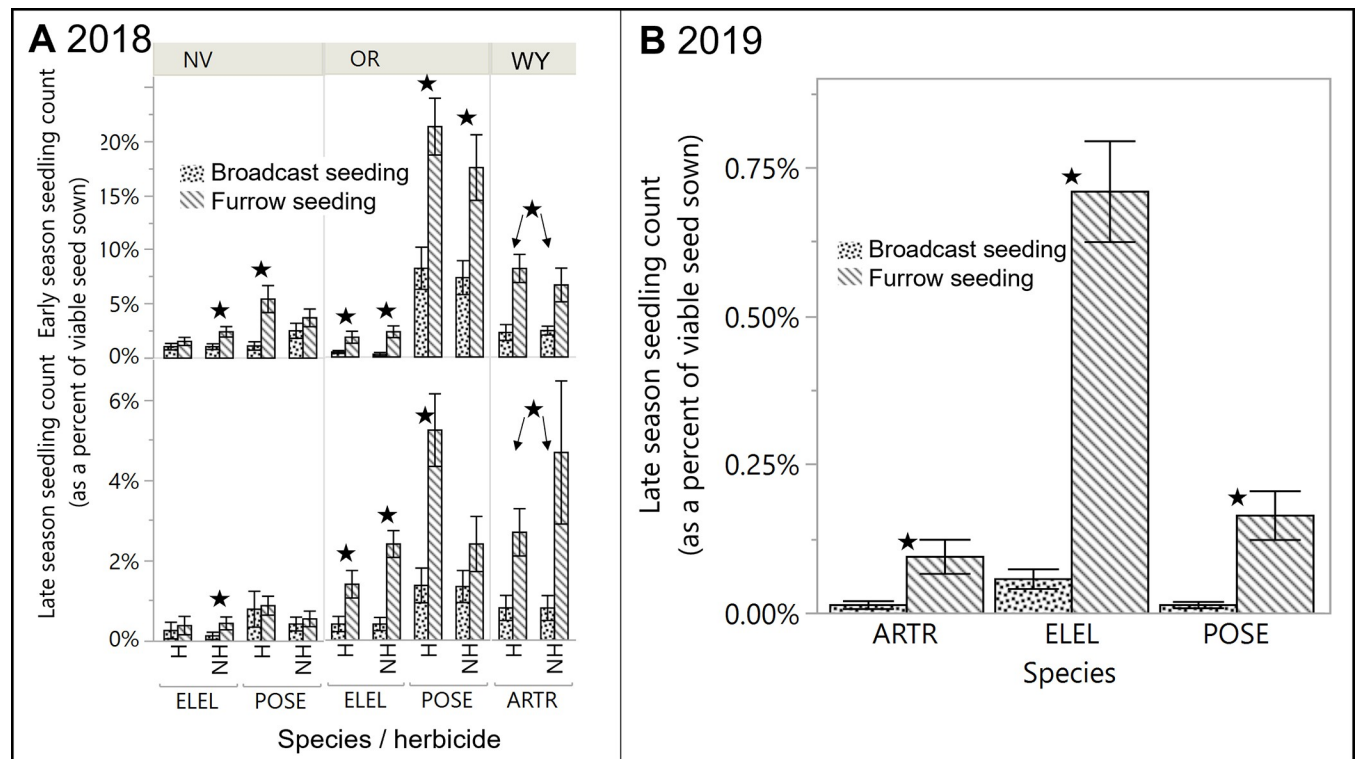 A 2018
NV OR WY
Early season seedling count
Late season seedling count
(as a percent of viable seed sown)
20%
15%
10%
5%
0%
Broadcast seeding
Furrow seeding
6%
4%
2%
0%
H NH H NH H NH H NH H NH
ELEL POSE ELEL POSE ARTR
Species / herbicide
B 2019
Late season seedling count
(as a percent of viable seed sown)
0.75%
0.50%
0.25%
0.00%
Broadcast seeding
Furrow seeding
ARTR ELEL POSE
Species